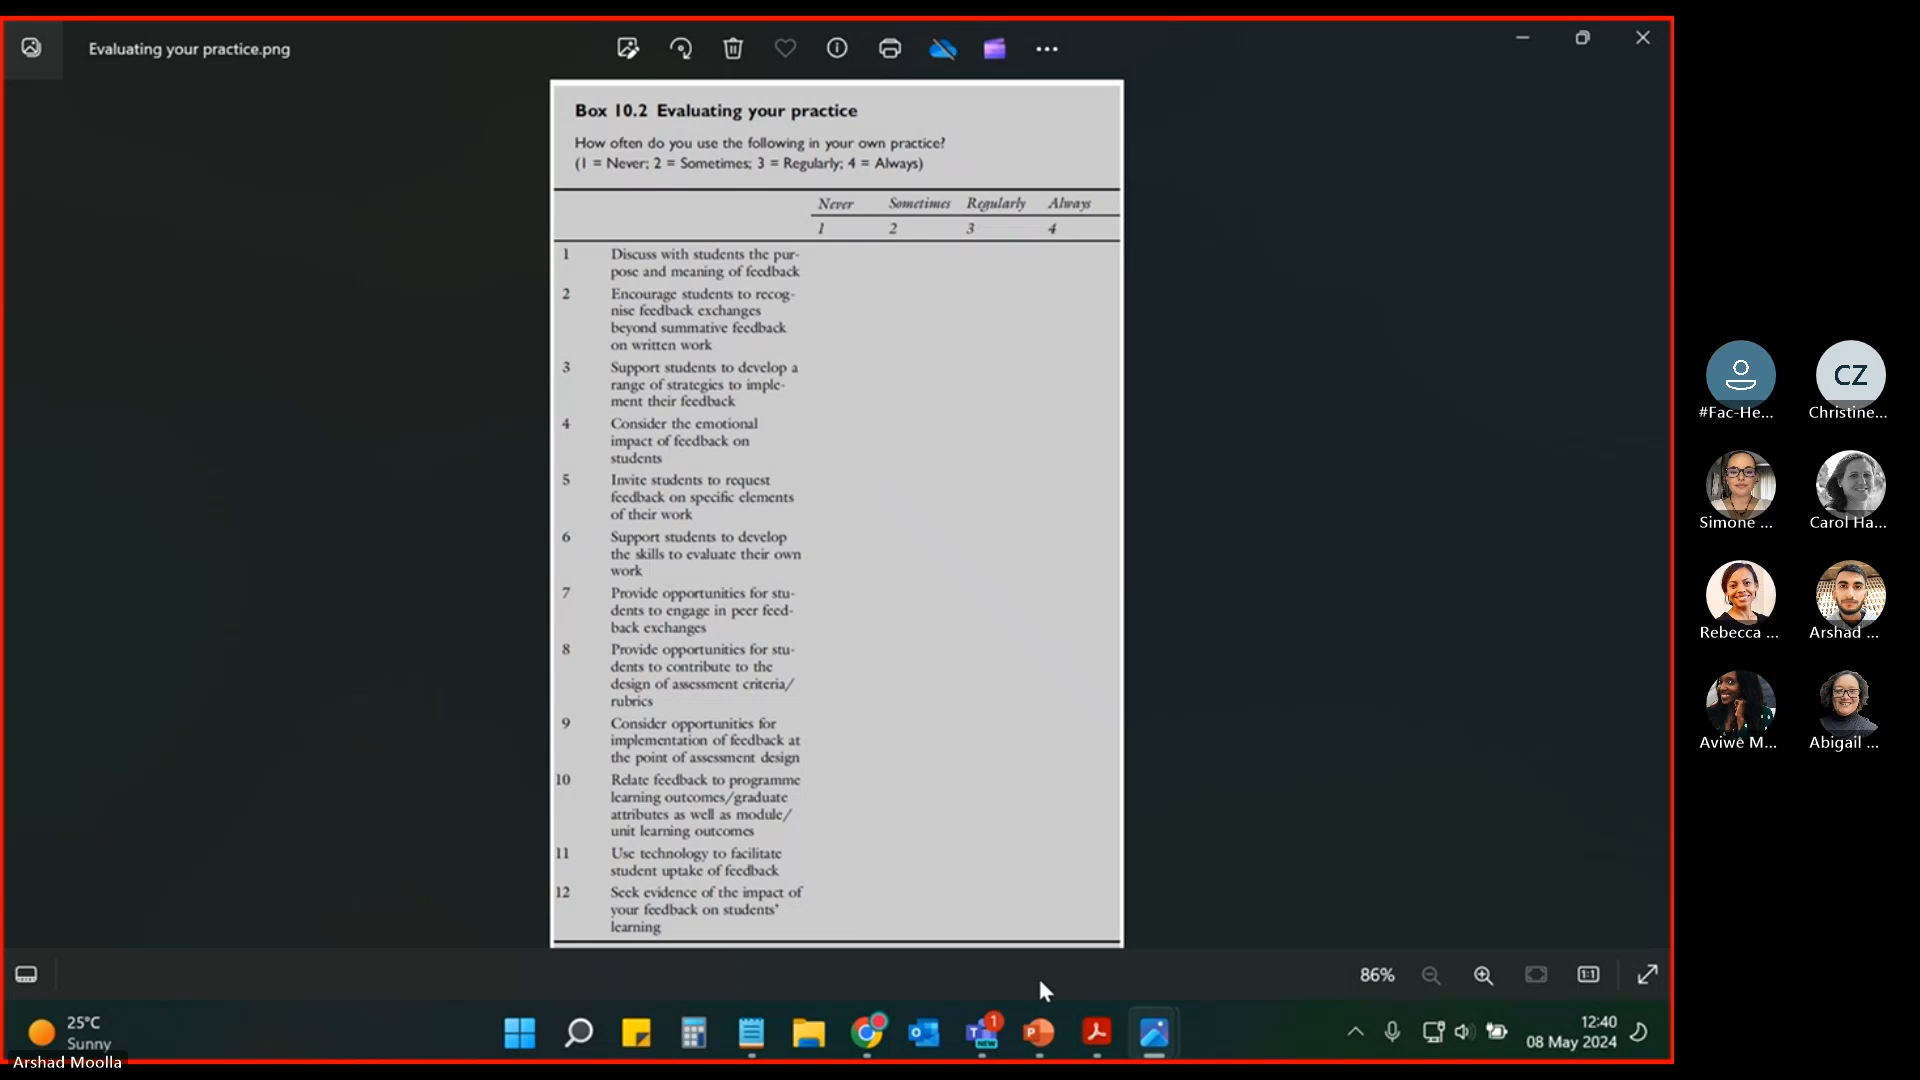 Evaluating your practice.png
Box 10.2 Evaluating your practice
How often do you use the following in your own practice?
(1 = Never; 2 = Sometimes; 3 = Regularly; 4 = Always)
Never Sometimes Regularly Always
1 2 3 4
1 Discuss with students the pur-
pose and meaning of feedback
2 Encourage students to recog-
nise feedback exchanges
beyond summative feedback
on written work
3 Support students to develop a
range of strategies to imple-
ment their feedback
4 Consider the emotional
impact of feedback on
students
5 Invite students to request
feedback on specific elements
of their work
6 Support students to develop
the skills to evaluate their own
work
7 Provide opportunities for stu-
dents to engage in peer feed-
back exchanges
8 Provide opportunities for stu-
dents to contribute to the
design of assessment criteria/
rubrics
9 Consider opportunities for
implementation of feedback at
the point of assessment design
10 Relate feedback to programme
learning outcomes/graduate
attributes as well as module/
unit learning outcomes
11 Use technology to facilitate
student uptake of feedback
12 Seek evidence of the impact of
your feedback on students'
learning
86%
1:1
25°C
Sunny
1
NEW
12:40
08 May 2024
Arshad Moolla
CZ
#Fac-He... Christine...
Simone ... Carol Ha...
Rebecca ... Arshad ...
Aviwe M... Abigail ...